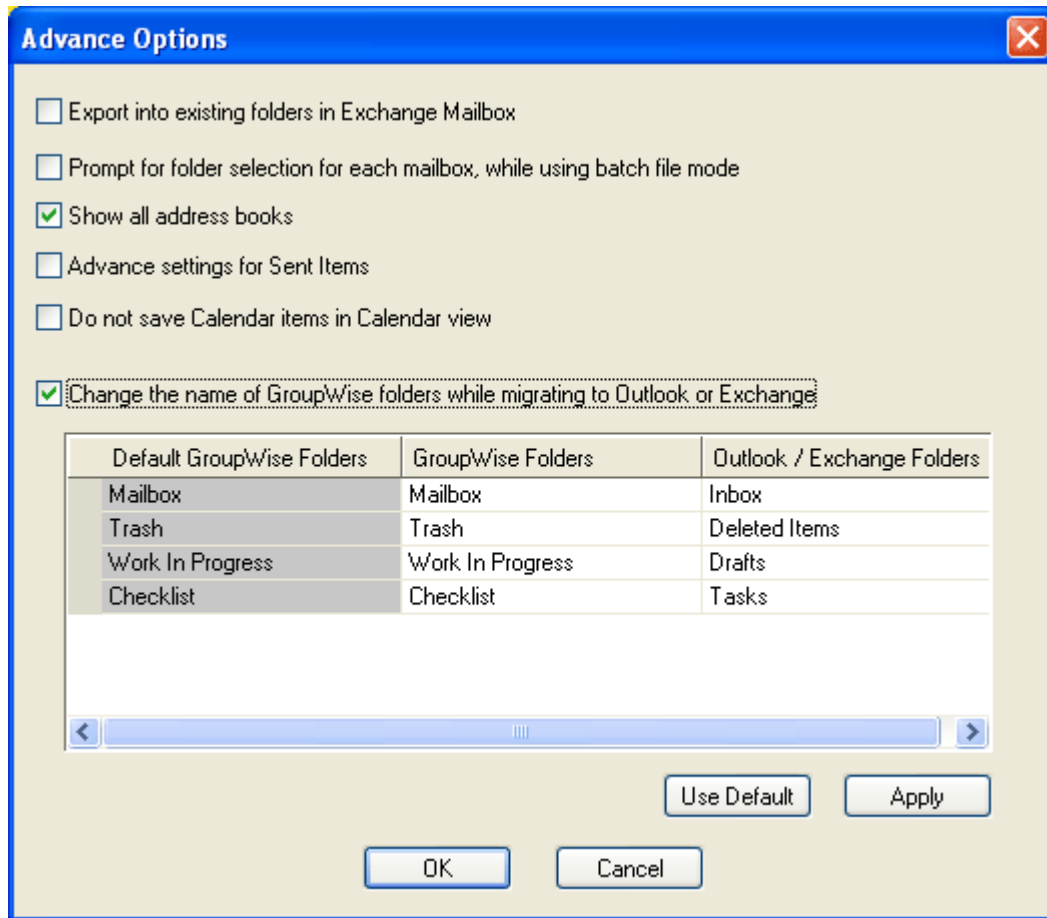 Advance Options
Export into existing folders in Exchange Mailbox
Prompt for folder selection for each mailbox, while using batch file mode
Show all address books
Advance settings for Sent Items
Do not save Calendar items in Calendar view
Change the name of GroupWise folders while migrating to Outlook or Exchange
Default GroupWise Folders GroupWise Folders Outlook / Exchange Folders
Mailbox Mailbox Inbox
Trash Trash Deleted Items
Work In Progress Work In Progress Drafts
Checklist Checklist Tasks
Use Default Apply
OK Cancel